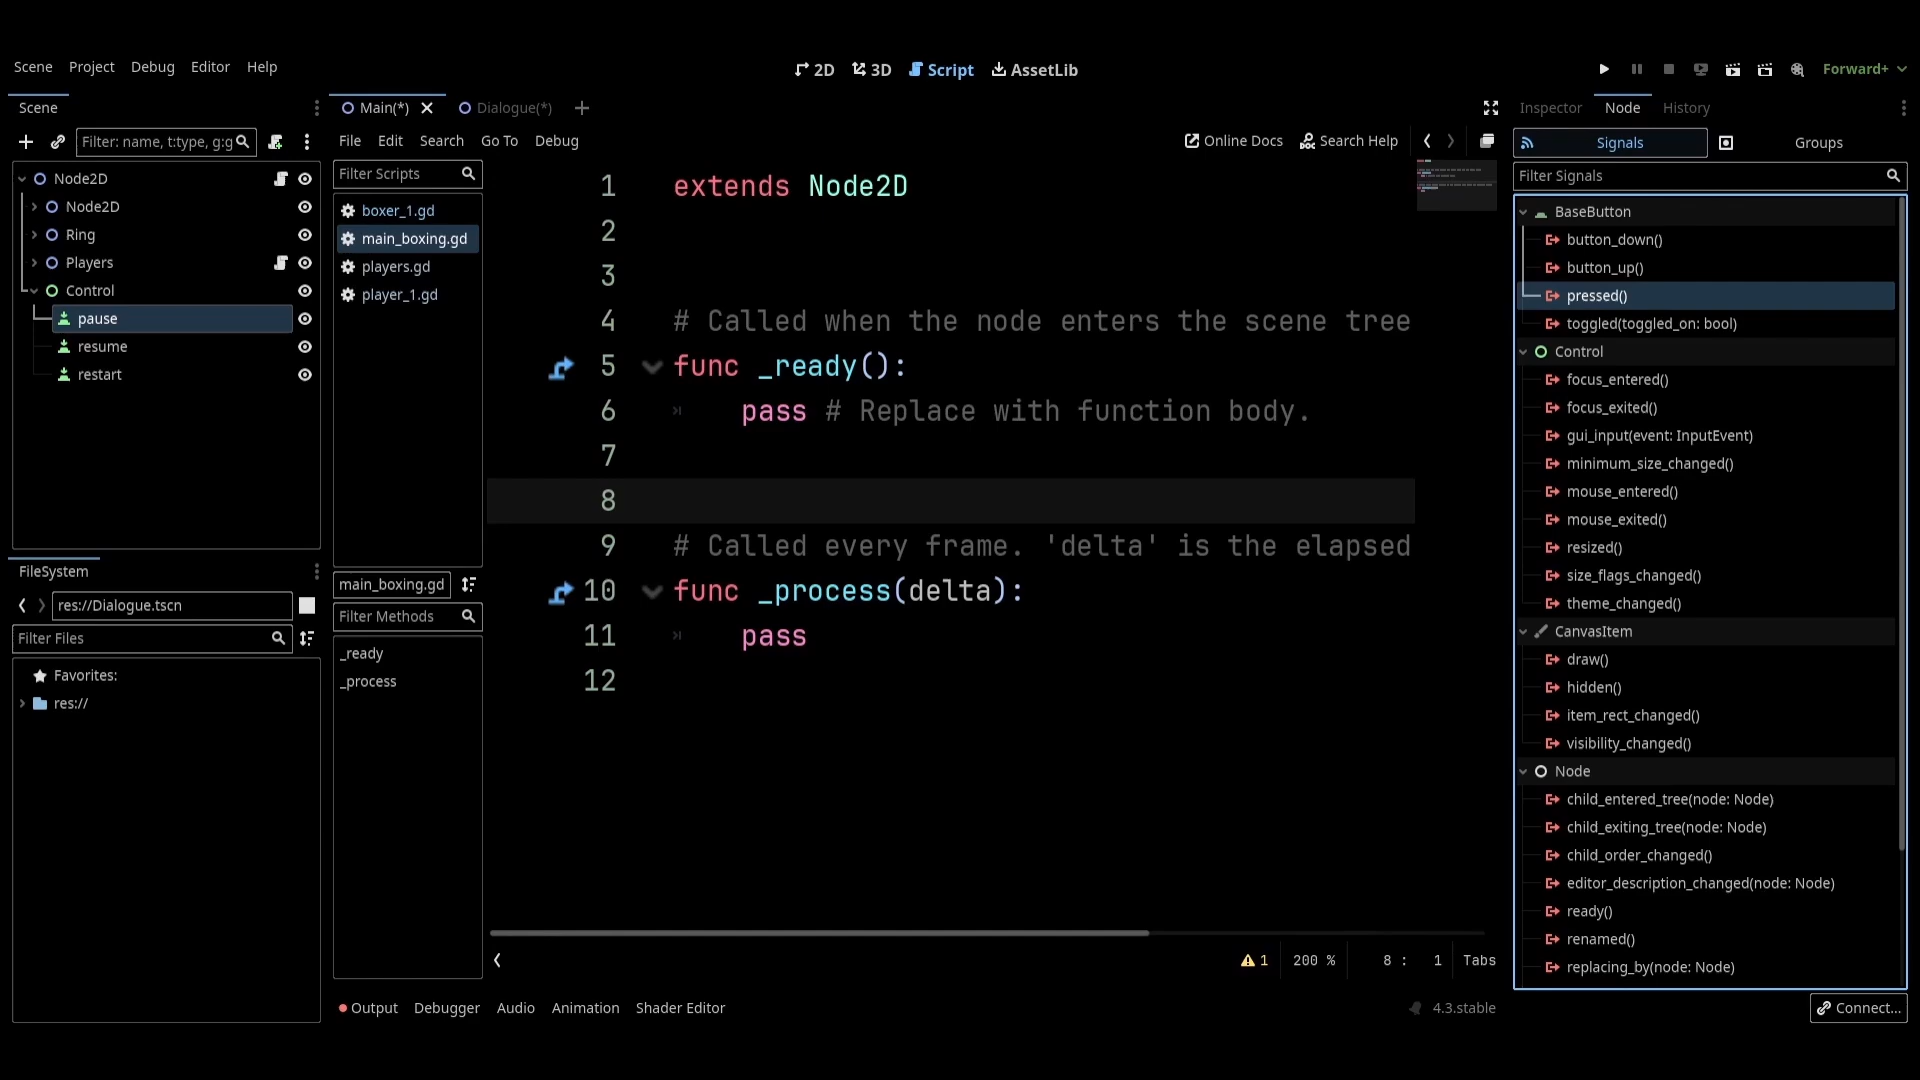 Scene Project Debug Editor Help
2D 3D Script AssetLib
Forward+
Scene
Main(*) Dialogue(*)
Inspector Node History
Filter: name, t:type, g:g
File Edit Search Go To Debug
Online Docs Search Help
Signals Groups
Filter Signals
Node2D
Node2D
Ring
Players
Control
pause
resume
restart
FileSystem
res://Dialogue.tscn
Filter Files
Favorites:
res://
Filter Scripts
boxer_1.gd
main_boxing.gd
players.gd
player_1.gd
main_boxing.gd
Filter Methods
_ready
_process
1 extends Node2D
2
3
4 # Called when the node enters the scene tree
5 func _ready():
6 pass # Replace with function body.
7
8
9 # Called every frame. 'delta' is the elapsed
10 func _process(delta):
11 pass
12
1 200 % 8 : 1 Tabs
Output Debugger Audio Animation Shader Editor
4.3.stable
BaseButton
button_down()
button_up()
pressed()
toggled(toggled_on: bool)
Control
focus_entered()
focus_exited()
gui_input(event: InputEvent)
minimum_size_changed()
mouse_entered()
mouse_exited()
resized()
size_flags_changed()
theme_changed()
CanvasItem
draw()
hidden()
item_rect_changed()
visibility_changed()
Node
child_entered_tree(node: Node)
child_exiting_tree(node: Node)
child_order_changed()
editor_description_changed(node: Node)
ready()
renamed()
replacing_by(node: Node)
Connect...